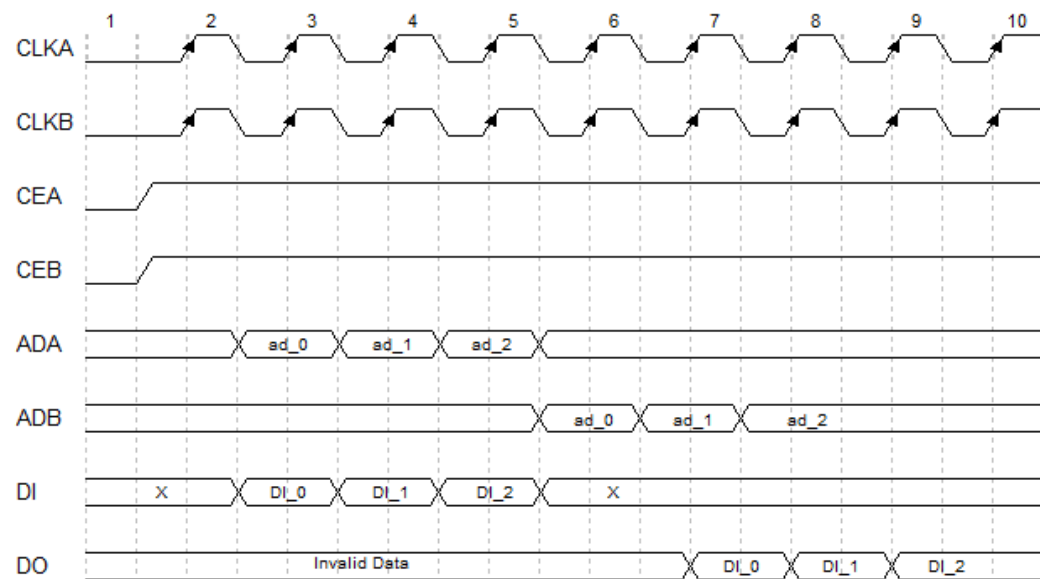 1 2 3 4 5 6 7 8 9 10
CLKA
CLKB
CEA
CEB
ADA ad_0 ad_1 ad_2
ADB ad_0 ad_1 ad_2
DI X DI_0 DI_1 DI_2 X
DO Invalid Data DI_0 DI_1 DI_2